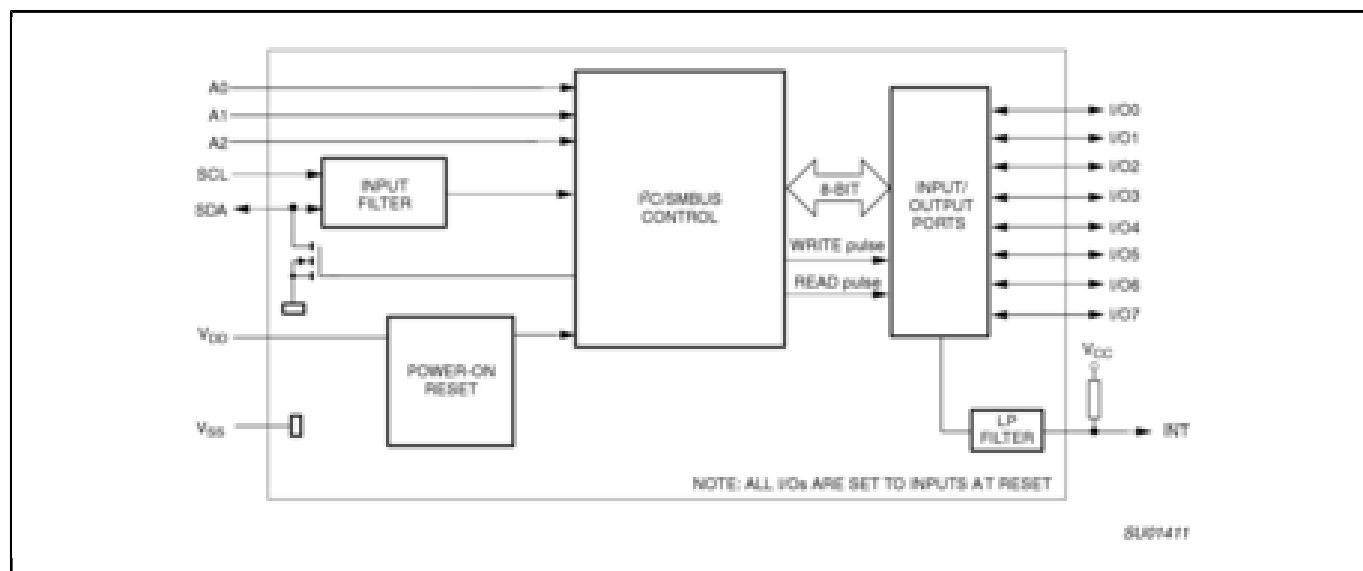 A0
A1
A2
SCL
SDA
INPUT
FILTER
I²C/SMBUS
CONTROL
8-BIT
WRITE pulse
READ pulse
INPUT/
OUTPUT
PORTS
I/O0
I/O1
I/O2
I/O3
I/O4
I/O5
I/O6
I/O7
VDD
POWER-ON
RESET
VSS
VCC
LP
FILTER
INT
NOTE: ALL I/Os ARE SET TO INPUTS AT RESET
SU01411